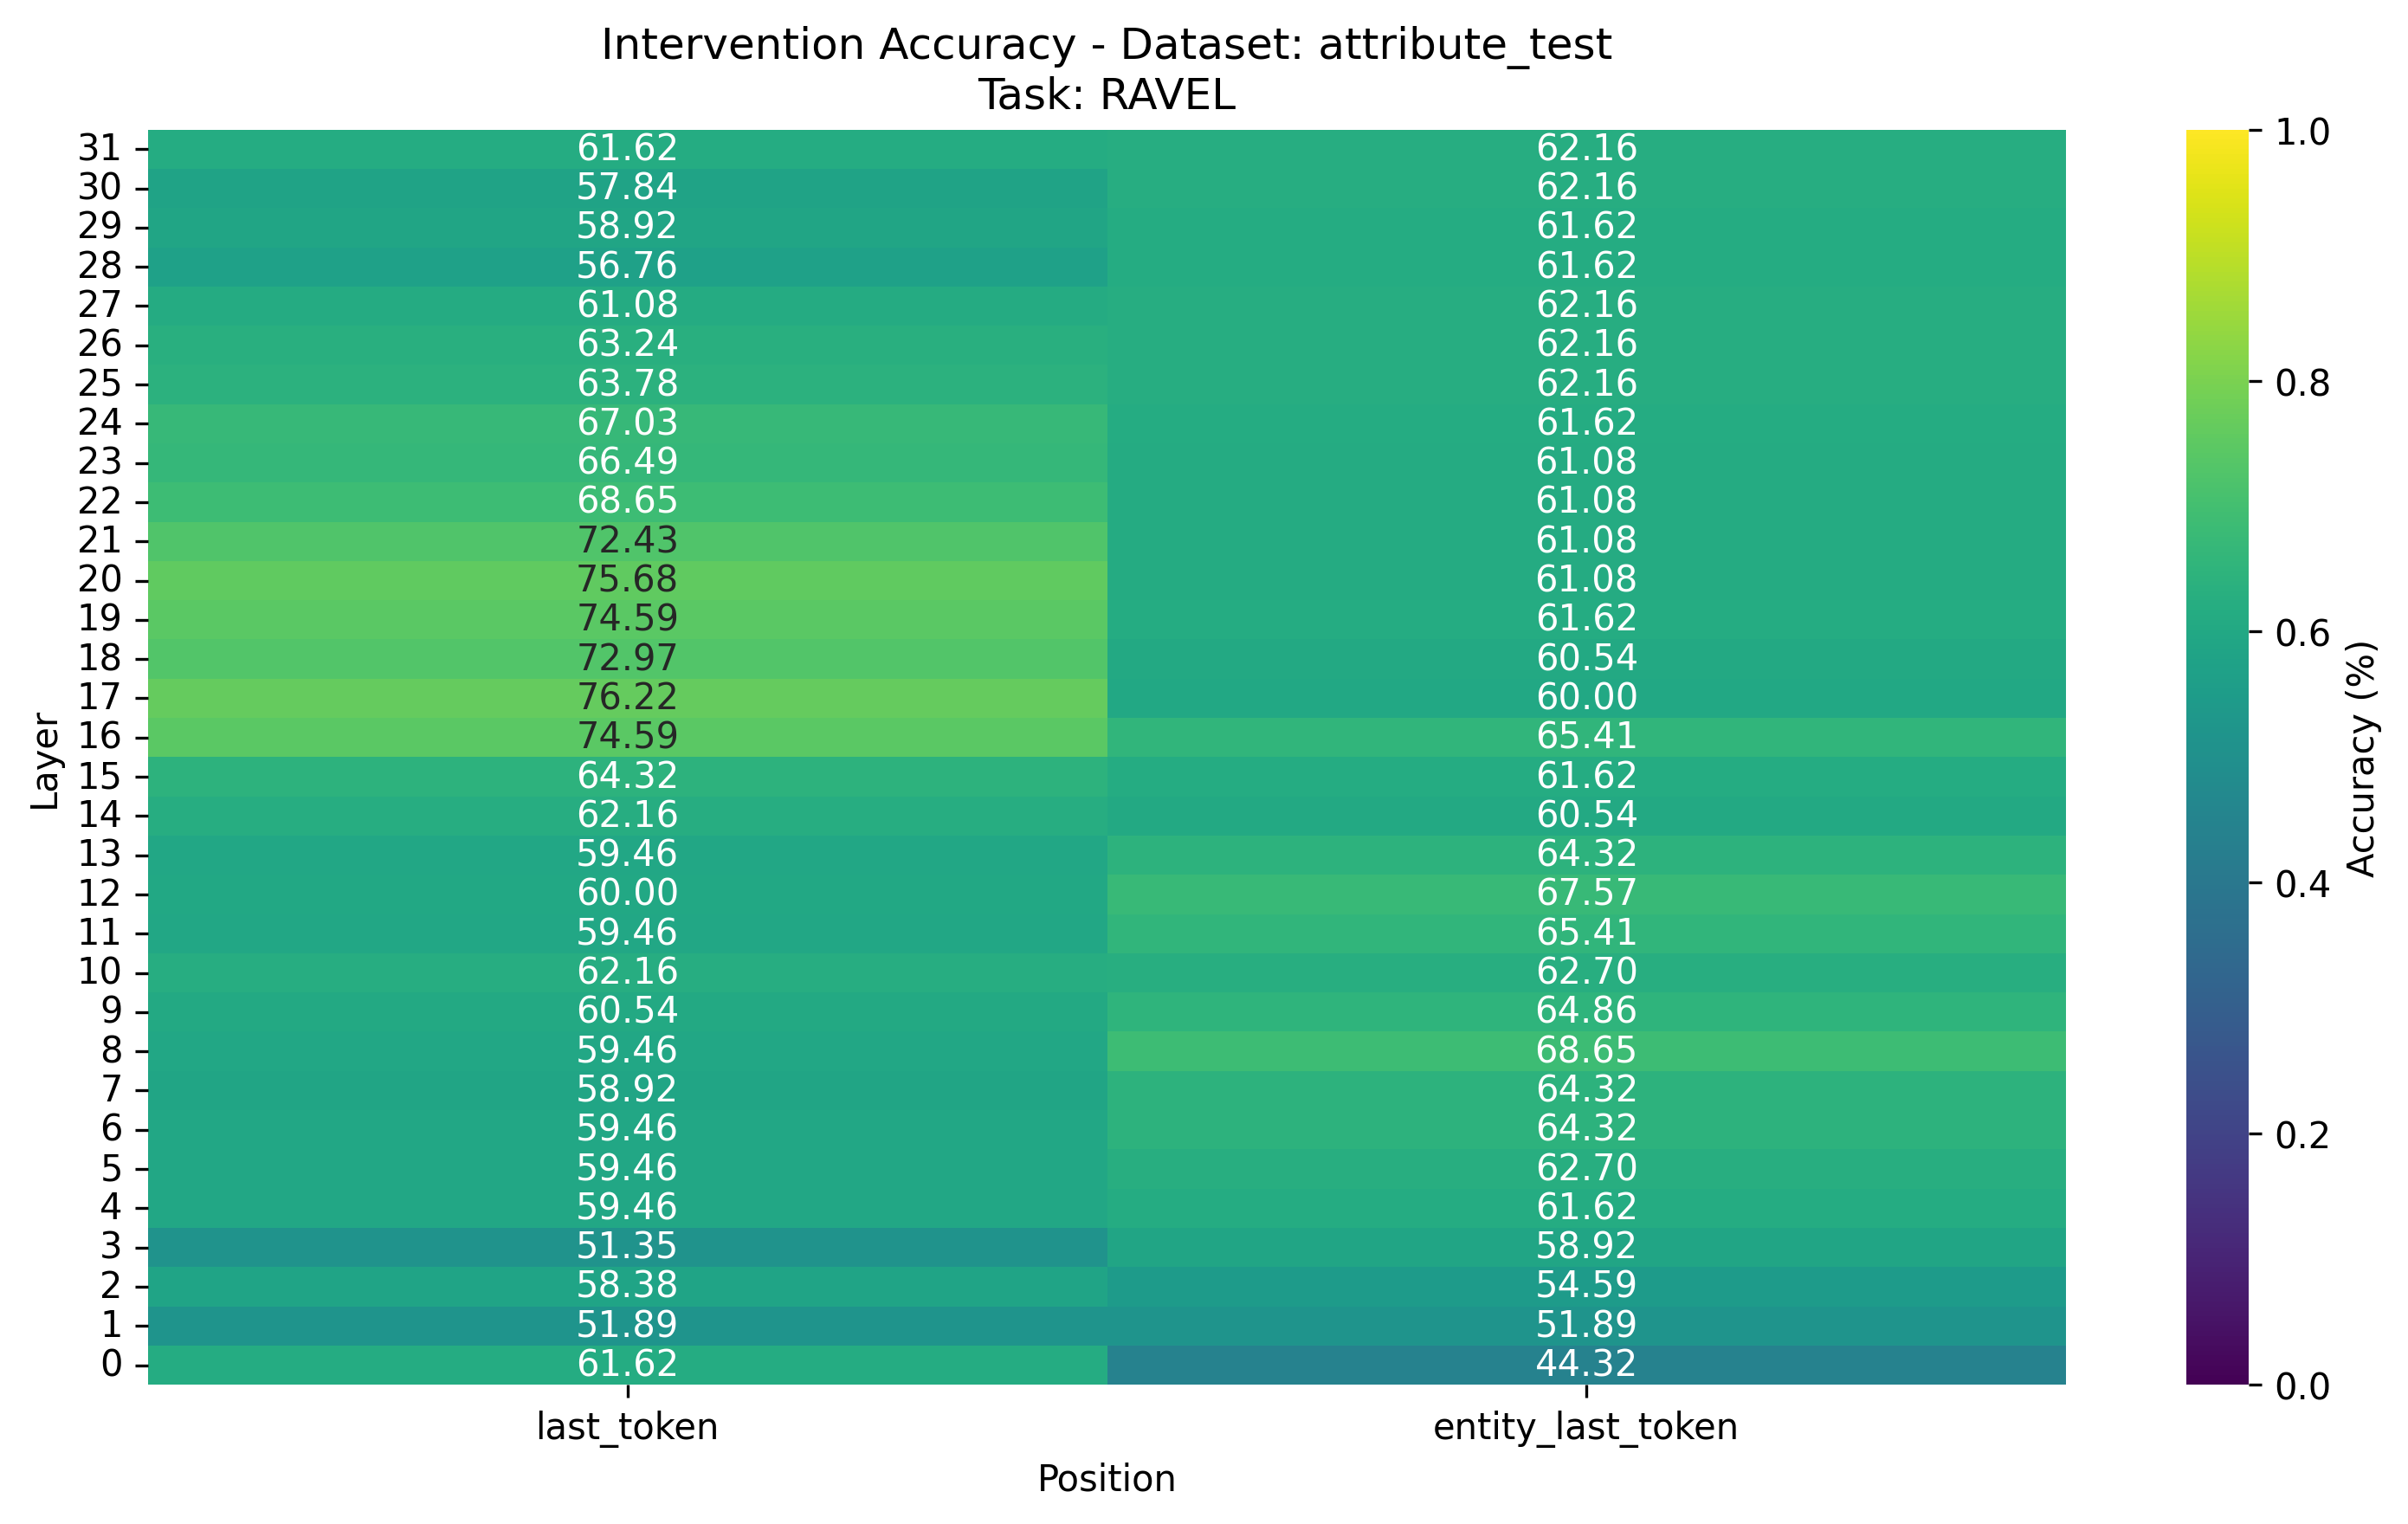 Intervention Accuracy - Dataset: attribute_test
Task: RAVEL
31 61.62 62.16
30 57.84 62.16
29 58.92 61.62
28 56.76 61.62
27 61.08 62.16
26 63.24 62.16
25 63.78 62.16
24 67.03 61.62
23 66.49 61.08
22 68.65 61.08
21 72.43 61.08
20 75.68 61.08
19 74.59 61.62
18 72.97 60.54
17 76.22 60.00
16 74.59 65.41
15 64.32 61.62
14 62.16 60.54
13 59.46 64.32
12 60.00 67.57
11 59.46 65.41
10 62.16 62.70
9 60.54 64.86
8 59.46 68.65
7 58.92 64.32
6 59.46 64.32
5 59.46 62.70
4 59.46 61.62
3 51.35 58.92
2 58.38 54.59
1 51.89 51.89
0 61.62 44.32
Layer
last_token entity_last_token
Position
1.0
0.8
0.6
0.4
0.2
0.0
Accuracy (%)